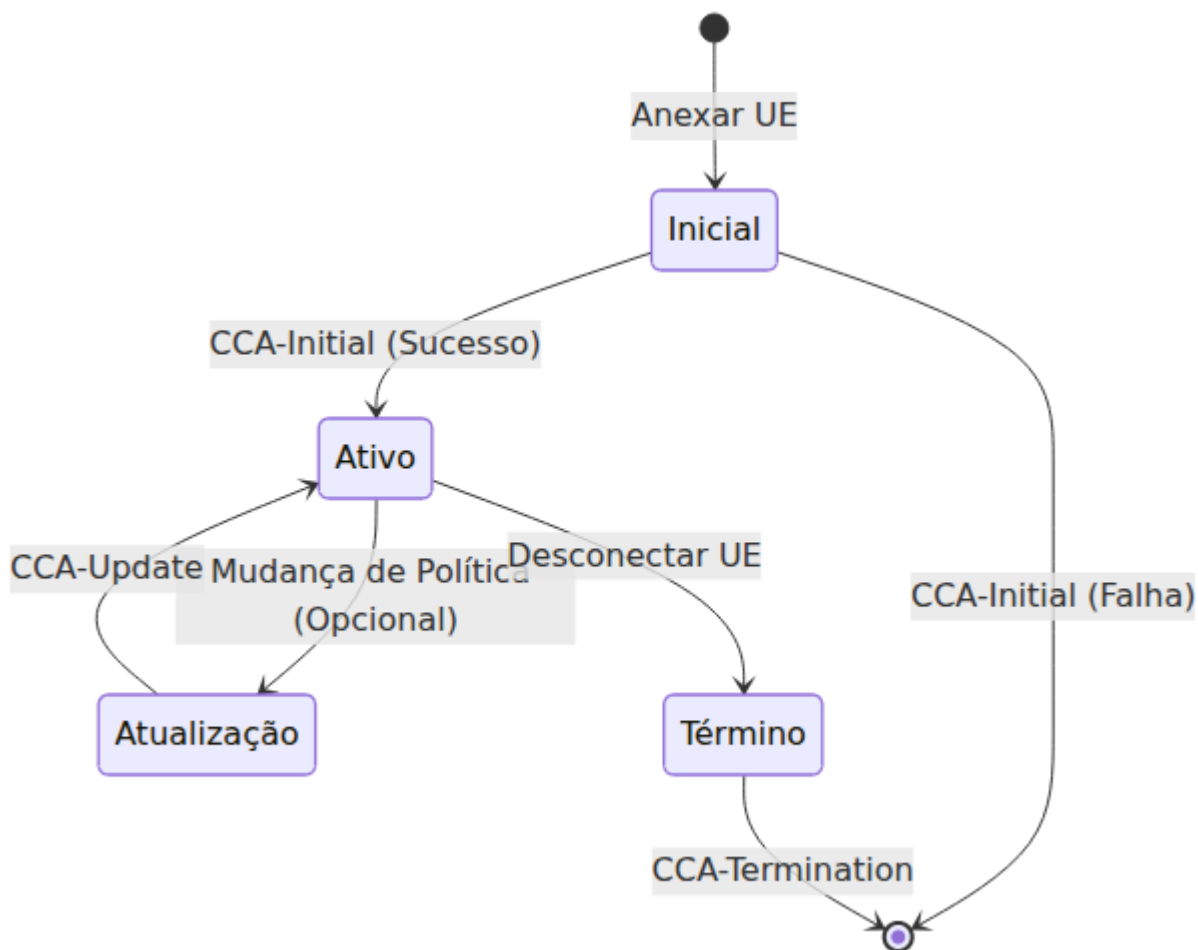 Anexar UE
Inicial
CCA-Initial (Sucesso)
Ativo
CCA-Update
Mudança de Política
(Opcional)
Desconectar UE
CCA-Initial (Falha)
Atualização
Término
CCA-Termination